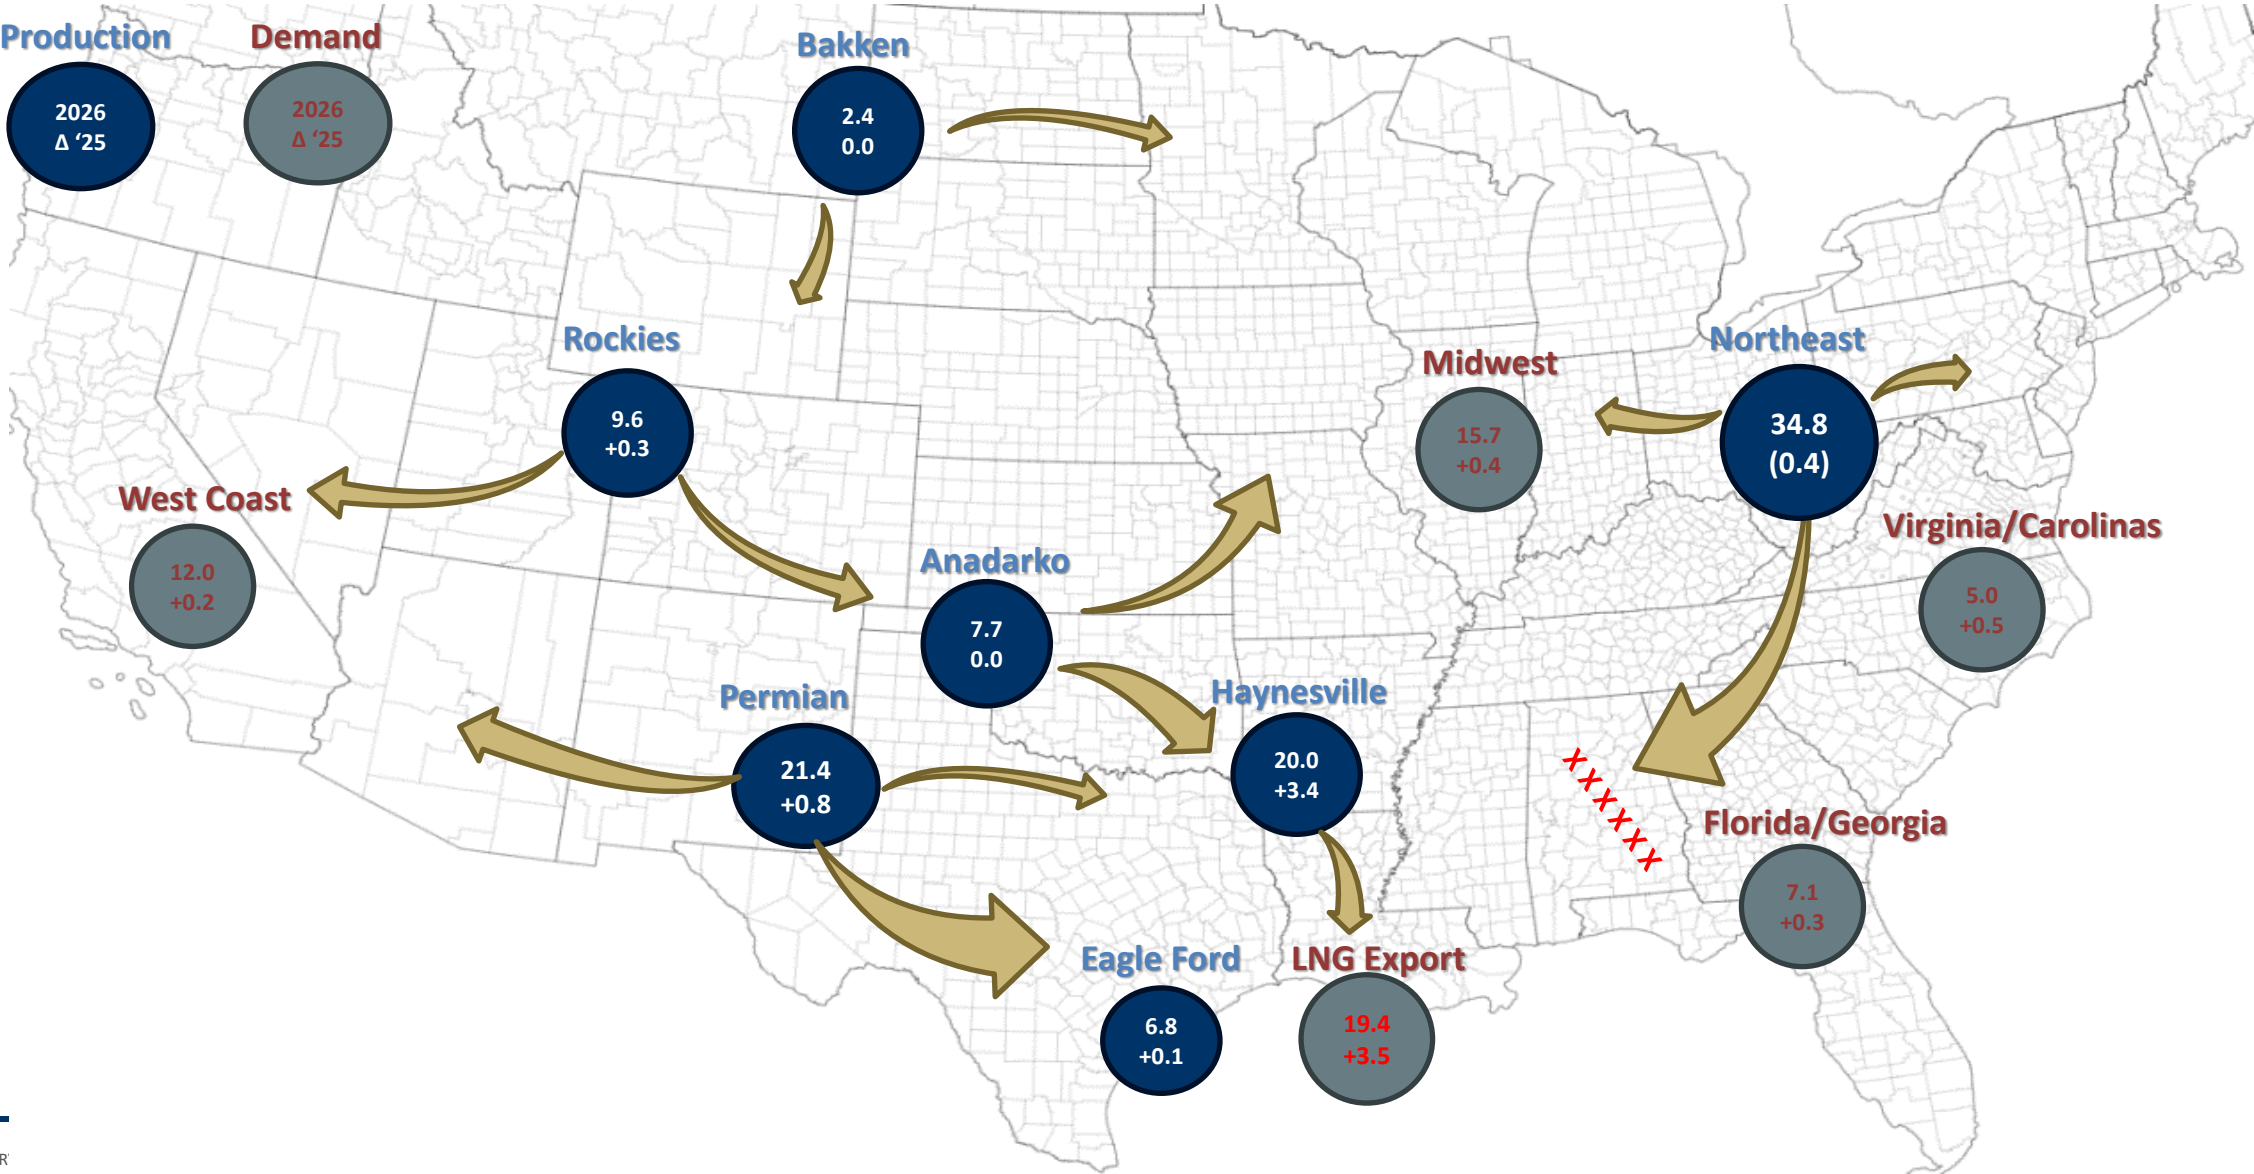 Production
2026
Δ ‘25
Demand
2026
Δ ‘25
Bakken
2.4
0.0
Rockies
9.6
+0.3
Northeast
34.8
(0.4)
Midwest
15.7
+0.4
West Coast
12.0
+0.2
Virginia/Carolinas
5.0
+0.5
Anadarko
7.7
0.0
Permian
21.4
+0.8
Haynesville
20.0
+3.4
X X X X X X
Florida/Georgia
7.1
+0.3
Eagle Ford
6.8
+0.1
LNG Export
19.4
+3.5